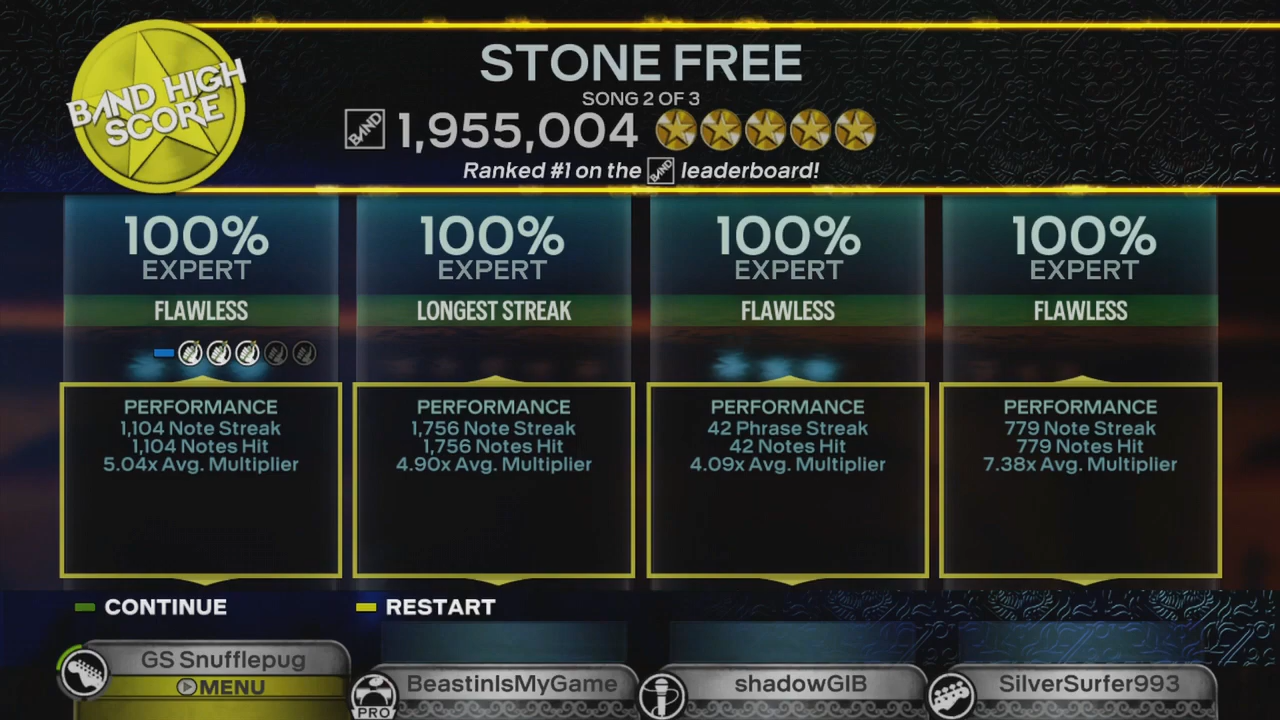 BAND HIGH
SCORE
STONE FREE
SONG 2 OF 3
BAND 1,955,004
Ranked #1 on the BAND leaderboard!
100%
EXPERT
FLAWLESS
PERFORMANCE
1,104 Note Streak
1,104 Notes Hit
5.04x Avg. Multiplier
100%
EXPERT
LONGEST STREAK
PERFORMANCE
1,756 Note Streak
1,756 Notes Hit
4.90x Avg. Multiplier
100%
EXPERT
FLAWLESS
PERFORMANCE
42 Phrase Streak
42 Notes Hit
4.09x Avg. Multiplier
100%
EXPERT
FLAWLESS
PERFORMANCE
779 Note Streak
779 Notes Hit
7.38x Avg. Multiplier
CONTINUE
RESTART
GS Snufflepug
MENU
BeastinIsMyGame
PRO
shadowGIB
SilverSurfer993